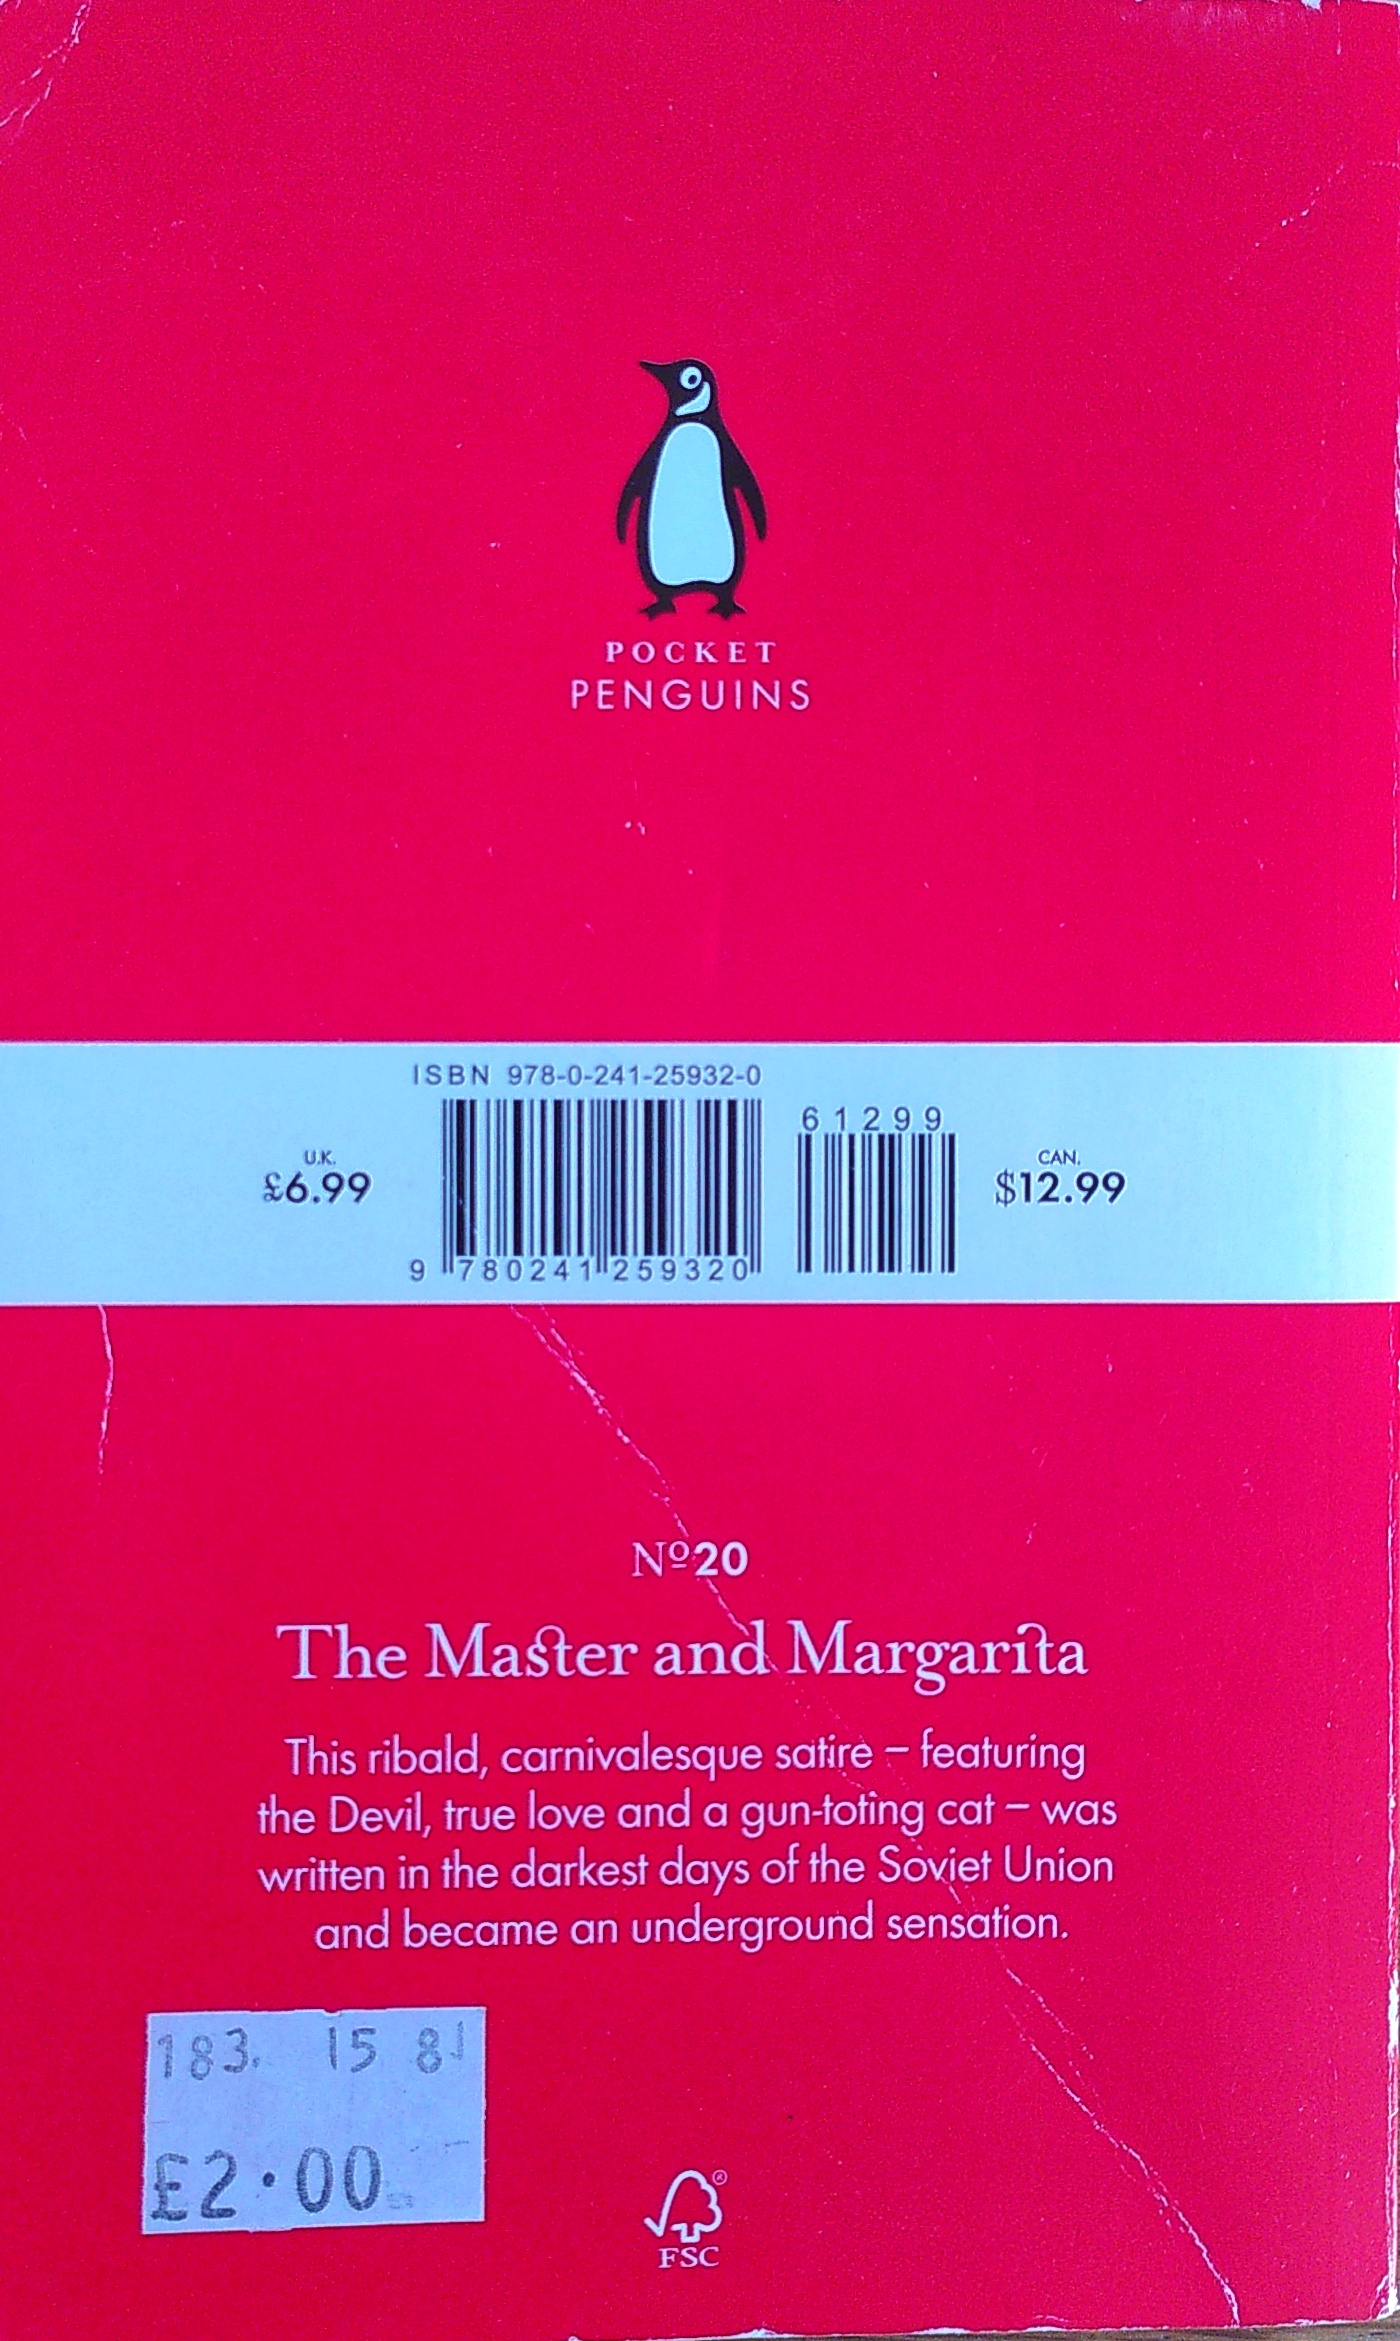 POCKET
PENGUINS
ISBN 978-0-241-25932-0
61299
U.K.
£6.99
CAN.
$12.99
9 780241 259320
Nº20
The Master and Margarita
This ribald, carnivalesque satire – featuring
the Devil, true love and a gun-toting cat – was
written in the darkest days of the Soviet Union
and became an underground sensation.
183. 15 8
£2.00
®
FSC